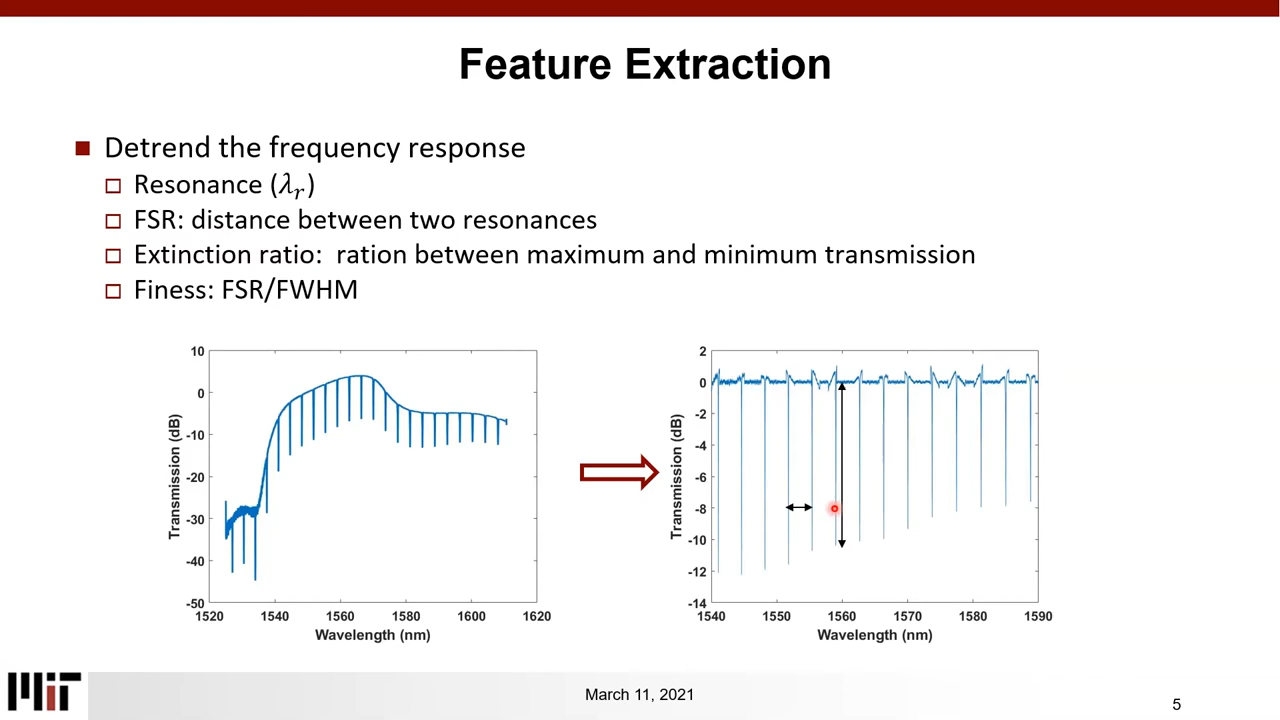 Feature Extraction
Detrend the frequency response
Resonance (λr)
FSR: distance between two resonances
Extinction ratio: ration between maximum and minimum transmission
Finess: FSR/FWHM
10
0
-10
-20
-30
-40
-50
Transmission (dB)
1520 1540 1560 1580 1600 1620
Wavelength (nm)
2
0
-2
-4
-6
-8
-10
-12
-14
Transmission (dB)
1540 1550 1560 1570 1580 1590
Wavelength (nm)
MIT
March 11, 2021
5